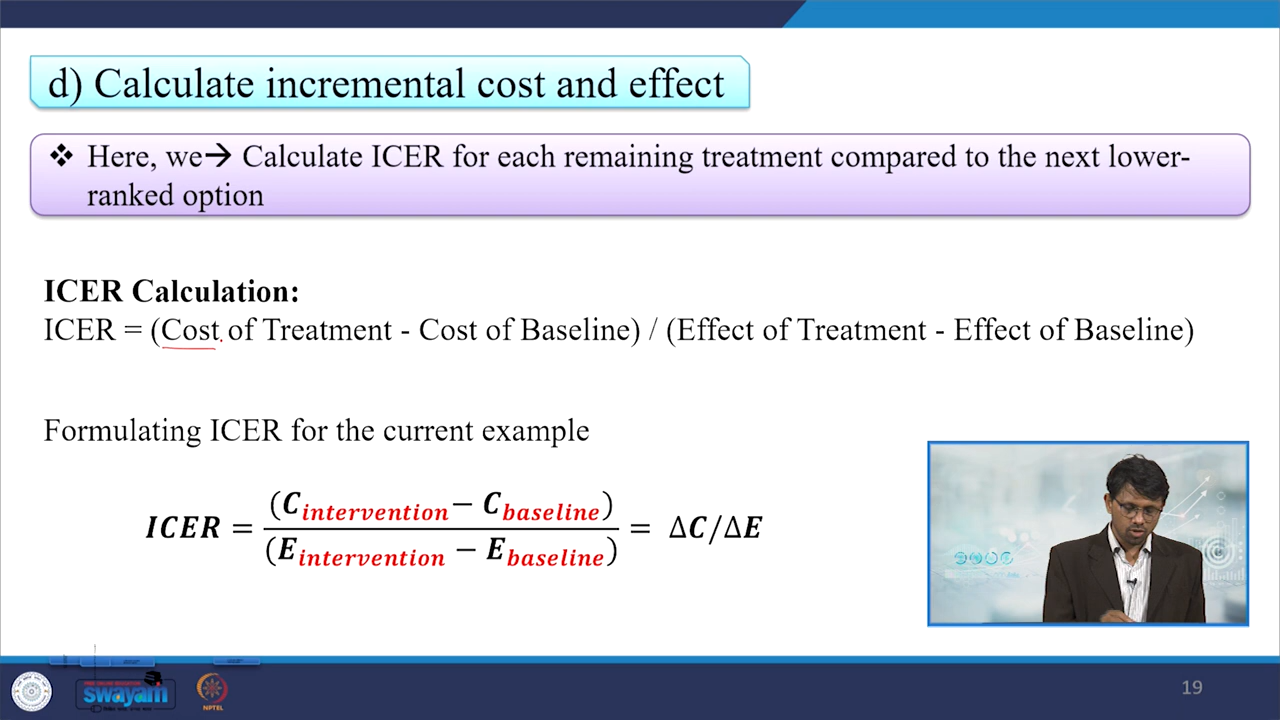 d) Calculate incremental cost and effect
❖ Here, we→ Calculate ICER for each remaining treatment compared to the next lower-
ranked option
ICER Calculation:
ICER = (Cost of Treatment - Cost of Baseline) / (Effect of Treatment - Effect of Baseline)
Formulating ICER for the current example
ICER = (C_intervention − C_baseline) / (E_intervention − E_baseline) = ΔC/ΔE
swayam
NPTEL
19